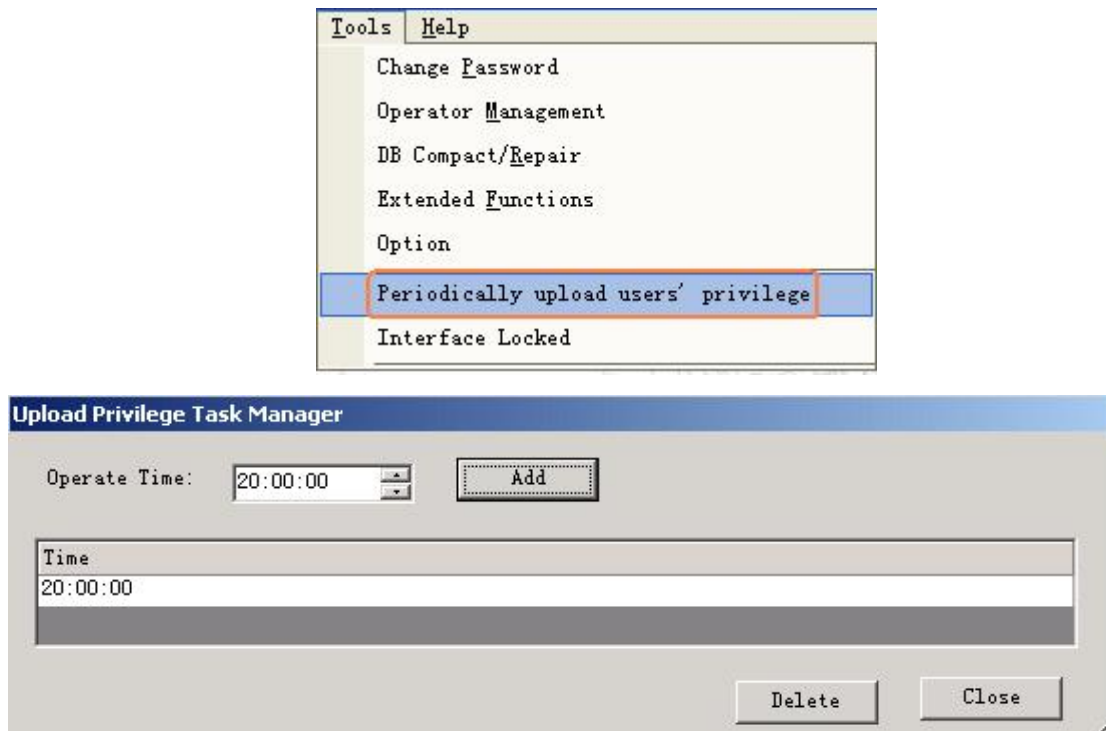 Tools Help
Change Password
Operator Management
DB Compact/Repair
Extended Functions
Option
Periodically upload users' privilege
Interface Locked
Upload Privilege Task Manager
Operate Time: 20:00:00 Add
Time
20:00:00
Delete Close